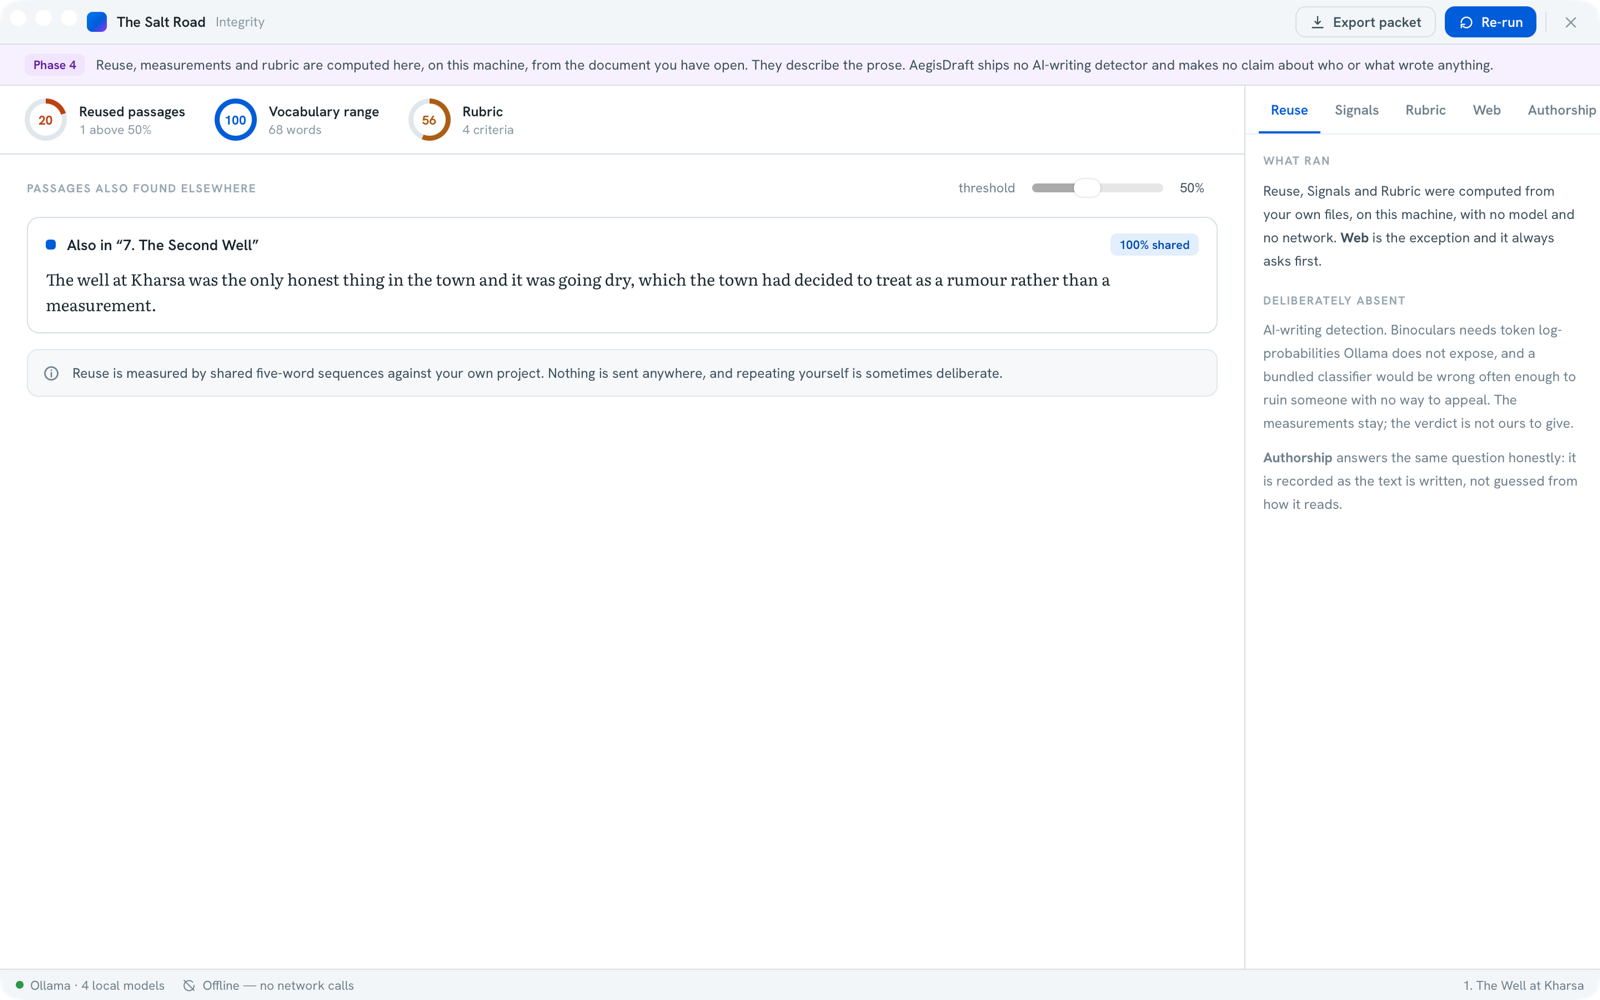 The Salt Road Integrity
Export packet
Re-run
Phase 4 Reuse, measurements and rubric are computed here, on this machine, from the document you have open. They describe the prose. AegisDraft ships no AI-writing detector and makes no claim about who or what wrote anything.
20
Reused passages
1 above 50%
100
Vocabulary range
68 words
56
Rubric
4 criteria
PASSAGES ALSO FOUND ELSEWHERE
threshold 50%
Also in “7. The Second Well”
100% shared
The well at Kharsa was the only honest thing in the town and it was going dry, which the town had decided to treat as a rumour rather than a
measurement.
Reuse is measured by shared five-word sequences against your own project. Nothing is sent anywhere, and repeating yourself is sometimes deliberate.
Reuse Signals Rubric Web Authorship
WHAT RAN
Reuse, Signals and Rubric were computed from
your own files, on this machine, with no model and
no network. Web is the exception and it always
asks first.
DELIBERATELY ABSENT
AI-writing detection. Binoculars needs token log-
probabilities Ollama does not expose, and a
bundled classifier would be wrong often enough to
ruin someone with no way to appeal. The
measurements stay; the verdict is not ours to give.
Authorship answers the same question honestly: it
is recorded as the text is written, not guessed from
how it reads.
Ollama · 4 local models
Offline — no network calls
1. The Well at Kharsa